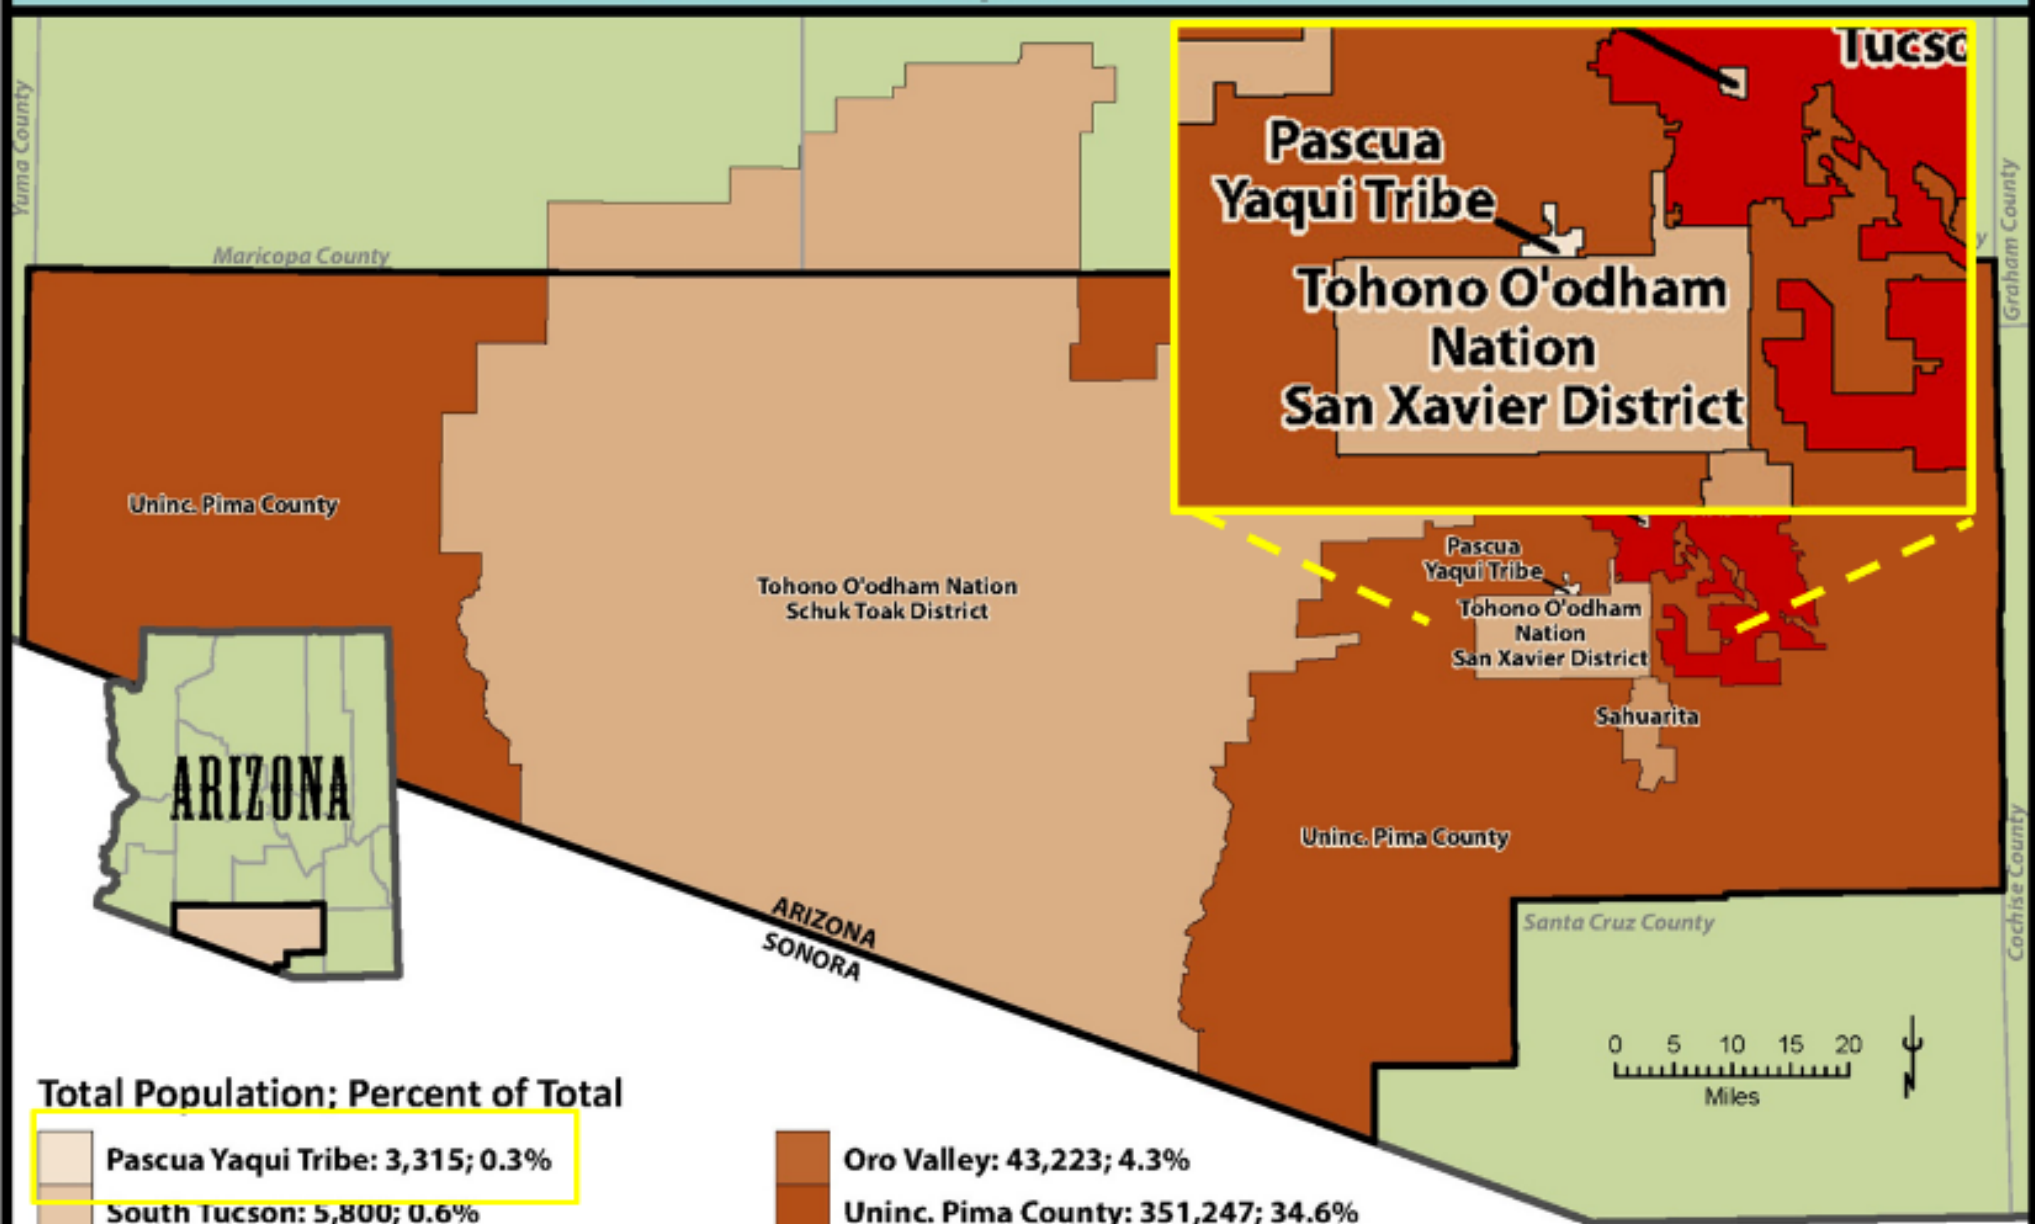 Yuma County
Maricopa County
Tucso
Pascua
Yaqui Tribe
Tohono O'odham
Nation
San Xavier District
y
Graham County
Uninc. Pima County
Tohono O'odham Nation
Schuk Toak District
Pascua
Yaqui Tribe
Tohono O'odham
Nation
San Xavier District
Sahuarita
Uninc. Pima County
ARIZONA
ARIZONA
SONORA
Santa Cruz County
Cochise County
0 5 10 15 20
Miles
N
Total Population; Percent of Total
Pascua Yaqui Tribe: 3,315; 0.3%
South Tucson: 5,800; 0.6%
Oro Valley: 43,223; 4.3%
Uninc. Pima County: 351,247; 34.6%